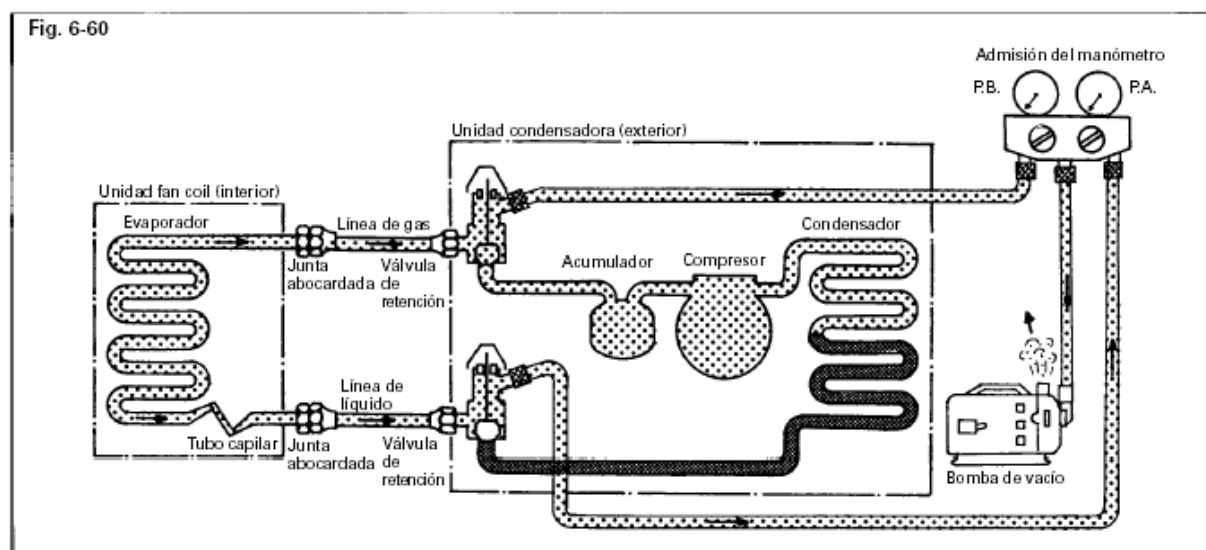 Fig. 6-60
Admisión del manómetro
P.B.
P.A.
Unidad condensadora (exterior)
Unidad fan coil (interior)
Evaporador
Línea de gas
Condensador
Junta
abocardada
Válvula
de
retención)
Acumulador
Compresor
Línea de
líquido
Tubo capilar
Junta
abocardada
Válvula
de
retención)
Bomba de vacío